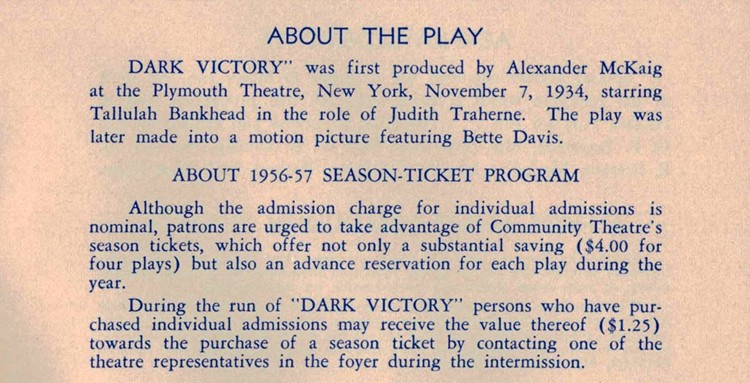 ABOUT THE PLAY
DARK VICTORY" was first produced by Alexander McKaig
at the Plymouth Theatre, New York, November 7, 1934, starring
Tallulah Bankhead in the role of Judith Traherne. The play was
later made into a motion picture featuring Bette Davis.
ABOUT 1956-57 SEASON-TICKET PROGRAM
Although the admission charge for individual admissions is
nominal, patrons are urged to take advantage of Community Theatre's
season tickets, which offer not only a substantial saving ($4.00 for
four plays) but also an advance reservation for each play during the
year.
During the run of "DARK VICTORY" persons who have pur-
chased individual admissions may receive the value thereof ($1.25)
towards the purchase of a season ticket by contacting one of the
theatre representatives in the foyer during the intermission.